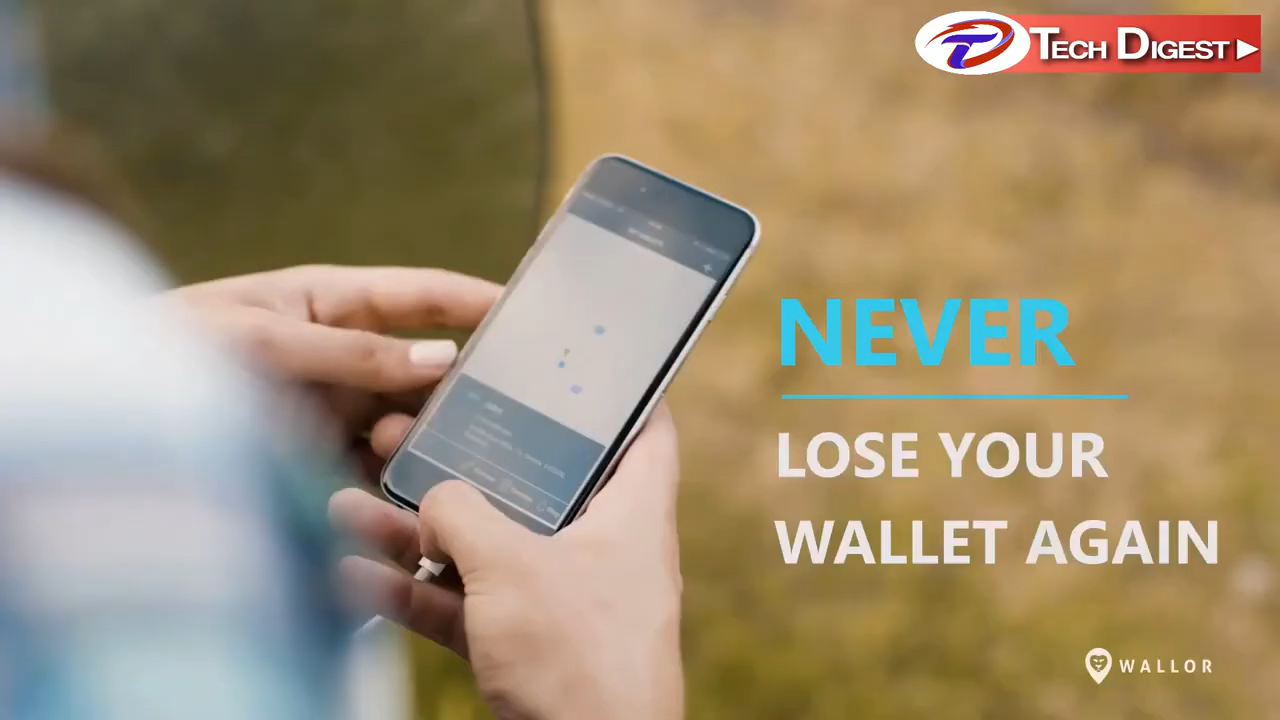 TECH DIGEST
NEVER
LOSE YOUR
WALLET AGAIN
WALLOR